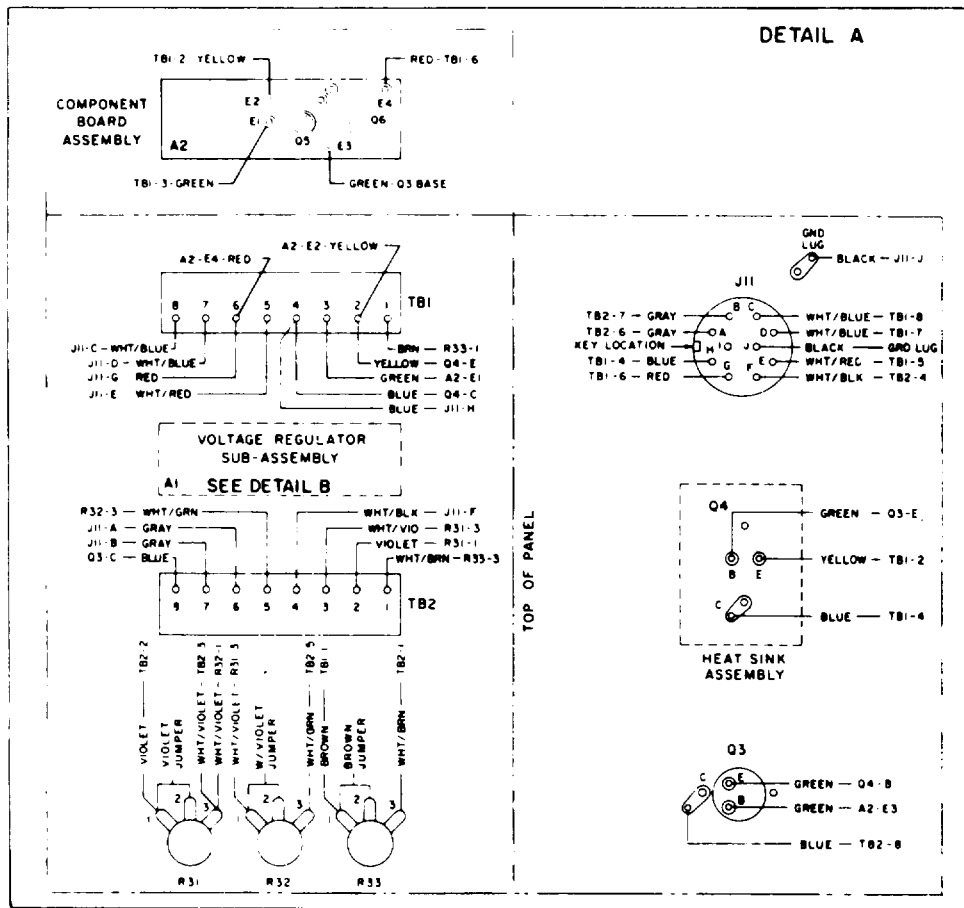 DETAIL A
TB1-2 YELLOW
RED-TB1-6
COMPONENT
BOARD
ASSEMBLY
E2
E4
E1
Q6
Q5
E3
A2
TB1-3-GREEN
GREEN-Q3 BASE
A2-E4-RED
A2-E2-YELLOW
8 7 6 5 4 3 2 1
TB1
J11-C-WHT/BLUE
J11-D-WHT/BLUE
J11-G RED
J11-E WHT/RED
BRN - R33-1
YELLOW - Q4-E
GREEN - A2-E1
BLUE - Q4-C
BLUE - J11-H
VOLTAGE REGULATOR
SUB-ASSEMBLY
A1 SEE DETAIL B
R32-3 - WHT/GRN
J11-A - GRAY
J11-B - GRAY
Q3-C - BLUE
WHT/BLK - J11-F
WHT/VIO - R31-3
VIOLET - R31-1
WHT/BRN - R33-3
8 7 6 5 4 3 2 1
TB2
VIOLET TB2-2
VIOLET
JUMPER
WHT/VIOLET-TB2-3
WHT/VIOLET-R32-1
WHT/VIOLET-R31-3
W/VIOLET
JUMPER
WHT/GRN TB2-5
BROWN TB1-1
BROWN
JUMPER
WHT/BRN TB2-1
1 2 3
1 2 3
1 2 3
R31
R32
R33
TOP OF PANEL
GND
LUG
BLACK - J11-J
J11
B C
TB2-7 - GRAY
WHT/BLUE - TB1-8
TB2-6 - GRAY
A D
WHT/BLUE - TB1-7
KEY LOCATION
H I J
BLACK - GRD LUG
TB1-4 - BLUE
E
WHT/RED - TB1-5
TB1-6 - RED
G F
WHT/BLK - TB2-4
Q4
GREEN - Q3-E
YELLOW - TB1-2
B E
C
BLUE - TB1-4
HEAT SINK
ASSEMBLY
Q3
C E
GREEN - Q4-B
B
GREEN - A2-E3
BLUE - TB2-8